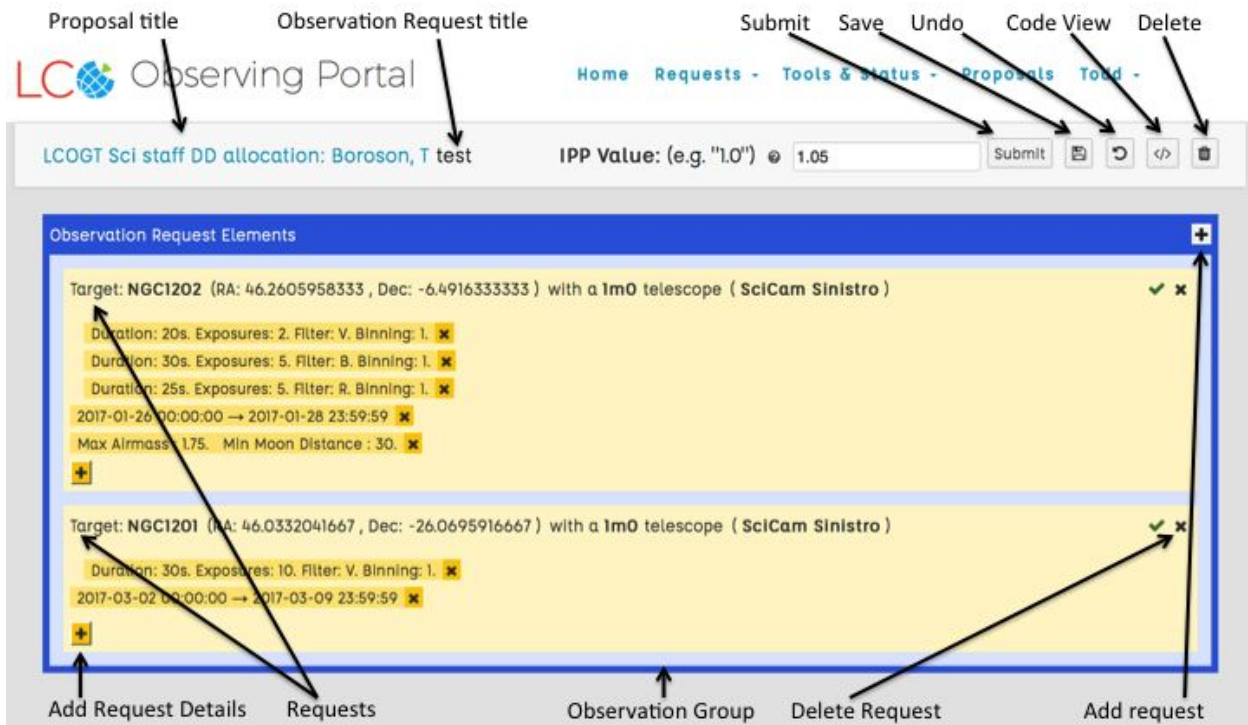 Proposal title Observation Request title Submit Save Undo Code View Delete
LCO Observing Portal Home Requests - Tools & Status - Proposals Todd -
LCOGT Sci staff DD allocation: Boroson, T test IPP Value: (e.g. "1.0") 1.05 Submit </>
Observation Request Elements
Target: NGC1202 (RA: 46.2605958333 , Dec: -6.4916333333 ) with a 1m0 telescope ( SciCam Sinistro )
Duration: 20s. Exposures: 2. Filter: V. Binning: 1.
Duration: 30s. Exposures: 5. Filter: B. Binning: 1.
Duration: 25s. Exposures: 5. Filter: R. Binning: 1.
2017-01-26 00:00:00 → 2017-01-28 23:59:59
Max Airmass : 1.75. Min Moon Distance : 30.
Target: NGC1201 (RA: 46.0332041667 , Dec: -26.0695916667 ) with a 1m0 telescope ( SciCam Sinistro )
Duration: 30s. Exposures: 10. Filter: V. Binning: 1.
2017-03-02 00:00:00 → 2017-03-09 23:59:59
Add Request Details Requests Observation Group Delete Request Add request